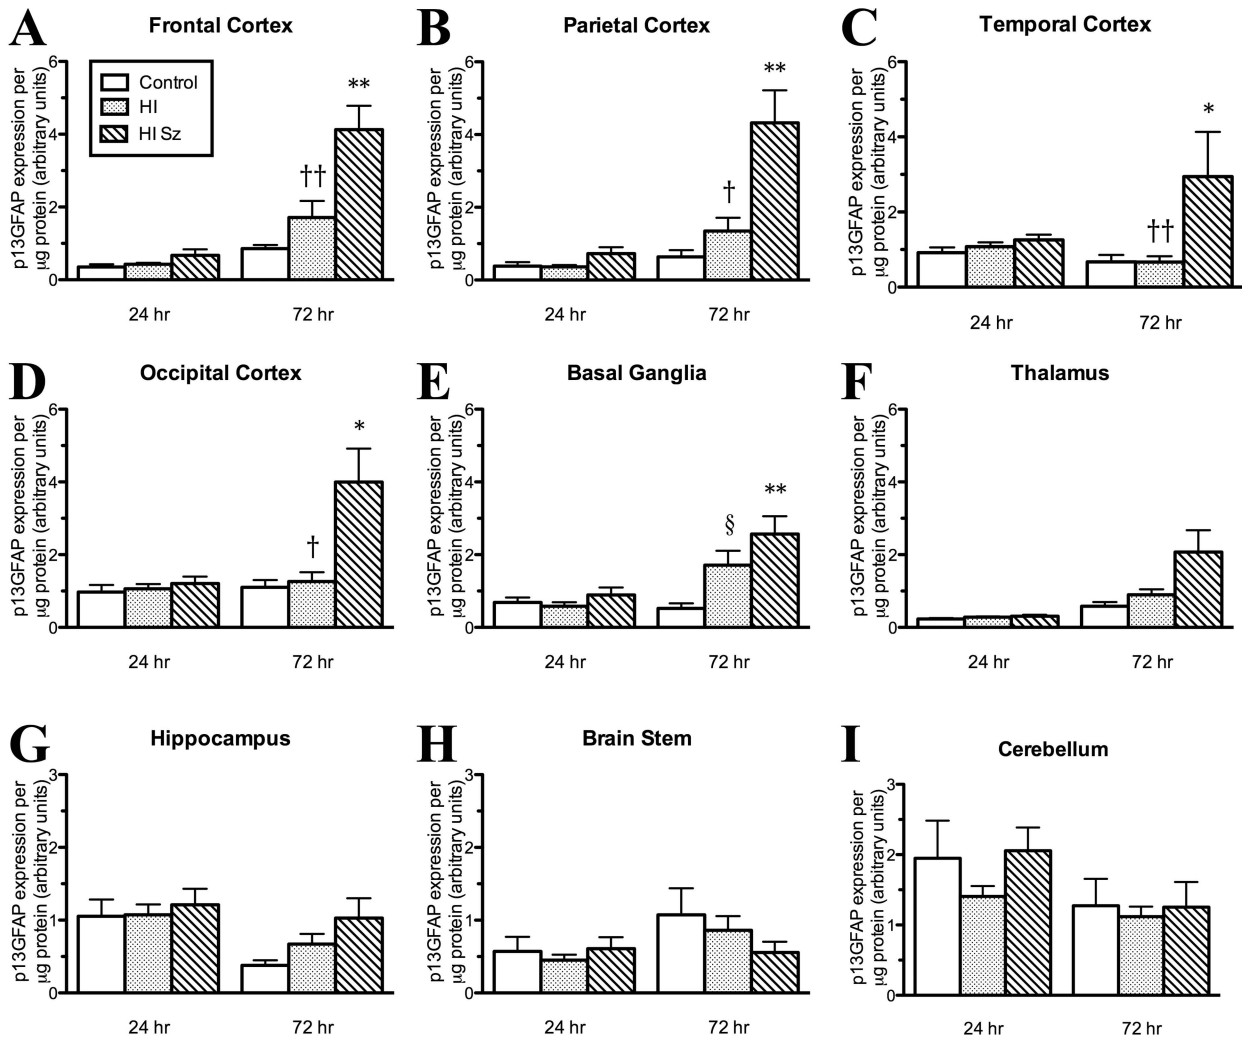 A
Frontal Cortex
p13GFAP expression per
µg protein (arbitrary units)
6
4
2
0
Control
HI
HI Sz
††
**
24 hr
72 hr
B
Parietal Cortex
p13GFAP expression per
µg protein (arbitrary units)
6
4
2
0
†
**
24 hr
72 hr
C
Temporal Cortex
p13GFAP expression per
µg protein (arbitrary units)
6
4
2
0
††
*
24 hr
72 hr
D
Occipital Cortex
p13GFAP expression per
µg protein (arbitrary units)
6
4
2
0
†
*
24 hr
72 hr
E
Basal Ganglia
p13GFAP expression per
µg protein (arbitrary units)
6
4
2
0
§
**
24 hr
72 hr
F
Thalamus
p13GFAP expression per
µg protein (arbitrary units)
6
4
2
0
24 hr
72 hr
G
Hippocampus
p13GFAP expression per
µg protein (arbitrary units)
3
2
1
0
24 hr
72 hr
H
Brain Stem
p13GFAP expression per
µg protein (arbitrary units)
3
2
1
0
24 hr
72 hr
I
Cerebellum
p13GFAP expression per
µg protein (arbitrary units)
3
2
1
0
24 hr
72 hr